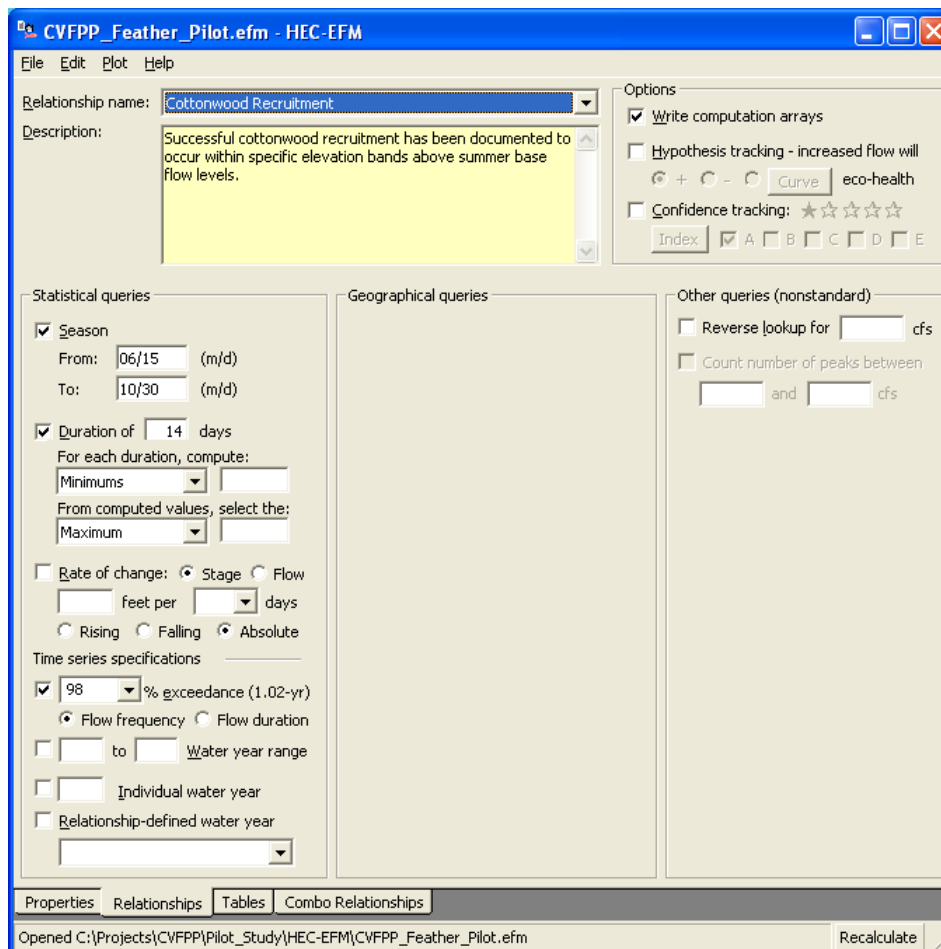 CVFPP_Feather_Pilot.efm - HEC-EFM
File Edit Plot Help
Relationship name: Cottonwood Recruitment
Description:
Successful cottonwood recruitment has been documented to
occur within specific elevation bands above summer base
flow levels.
Options
Write computation arrays
Hypothesis tracking - increased flow will
+ - Curve eco-health
Confidence tracking:
Index A B C D E
Statistical queries
Season
From: 06/15 (m/d)
To: 10/30 (m/d)
Duration of 14 days
For each duration, compute:
Minimums
From computed values, select the:
Maximum
Rate of change: Stage Flow
feet per days
Rising Falling Absolute
Time series specifications
98 % exceedance (1.02-yr)
Flow frequency Flow duration
to Water year range
Individual water year
Relationship-defined water year
Geographical queries
Other queries (nonstandard)
Reverse lookup for cfs
Count number of peaks between
and cfs
Properties Relationships Tables Combo Relationships
Opened C:\Projects\CVFPP\Pilot_Study\HEC-EFM\CVFPP_Feather_Pilot.efm Recalculate